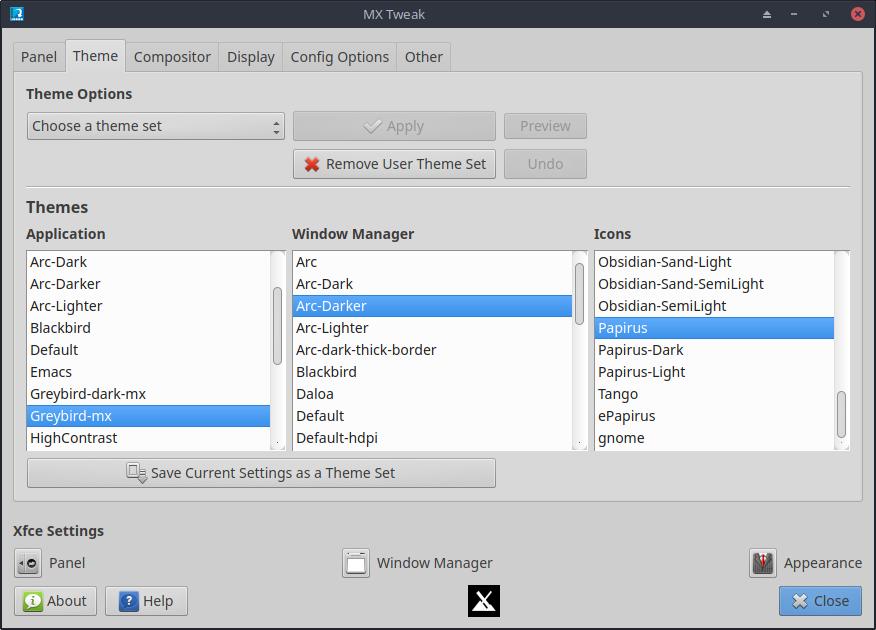 MX Tweak
Panel Theme Compositor Display Config Options Other
Theme Options
Choose a theme set Apply Preview
Remove User Theme Set Undo
Themes
Application Window Manager Icons
Arc-Dark Arc Obsidian-Sand-Light
Arc-Darker Arc-Dark Obsidian-Sand-SemiLight
Arc-Lighter Arc-Darker Obsidian-SemiLight
Blackbird Arc-Lighter Papirus
Default Arc-dark-thick-border Papirus-Dark
Emacs Blackbird Papirus-Light
Greybird-dark-mx Daloa Tango
Greybird-mx Default ePapirus
HighContrast Default-hdpi gnome
Save Current Settings as a Theme Set
Xfce Settings
Panel Window Manager Appearance
About Help Close